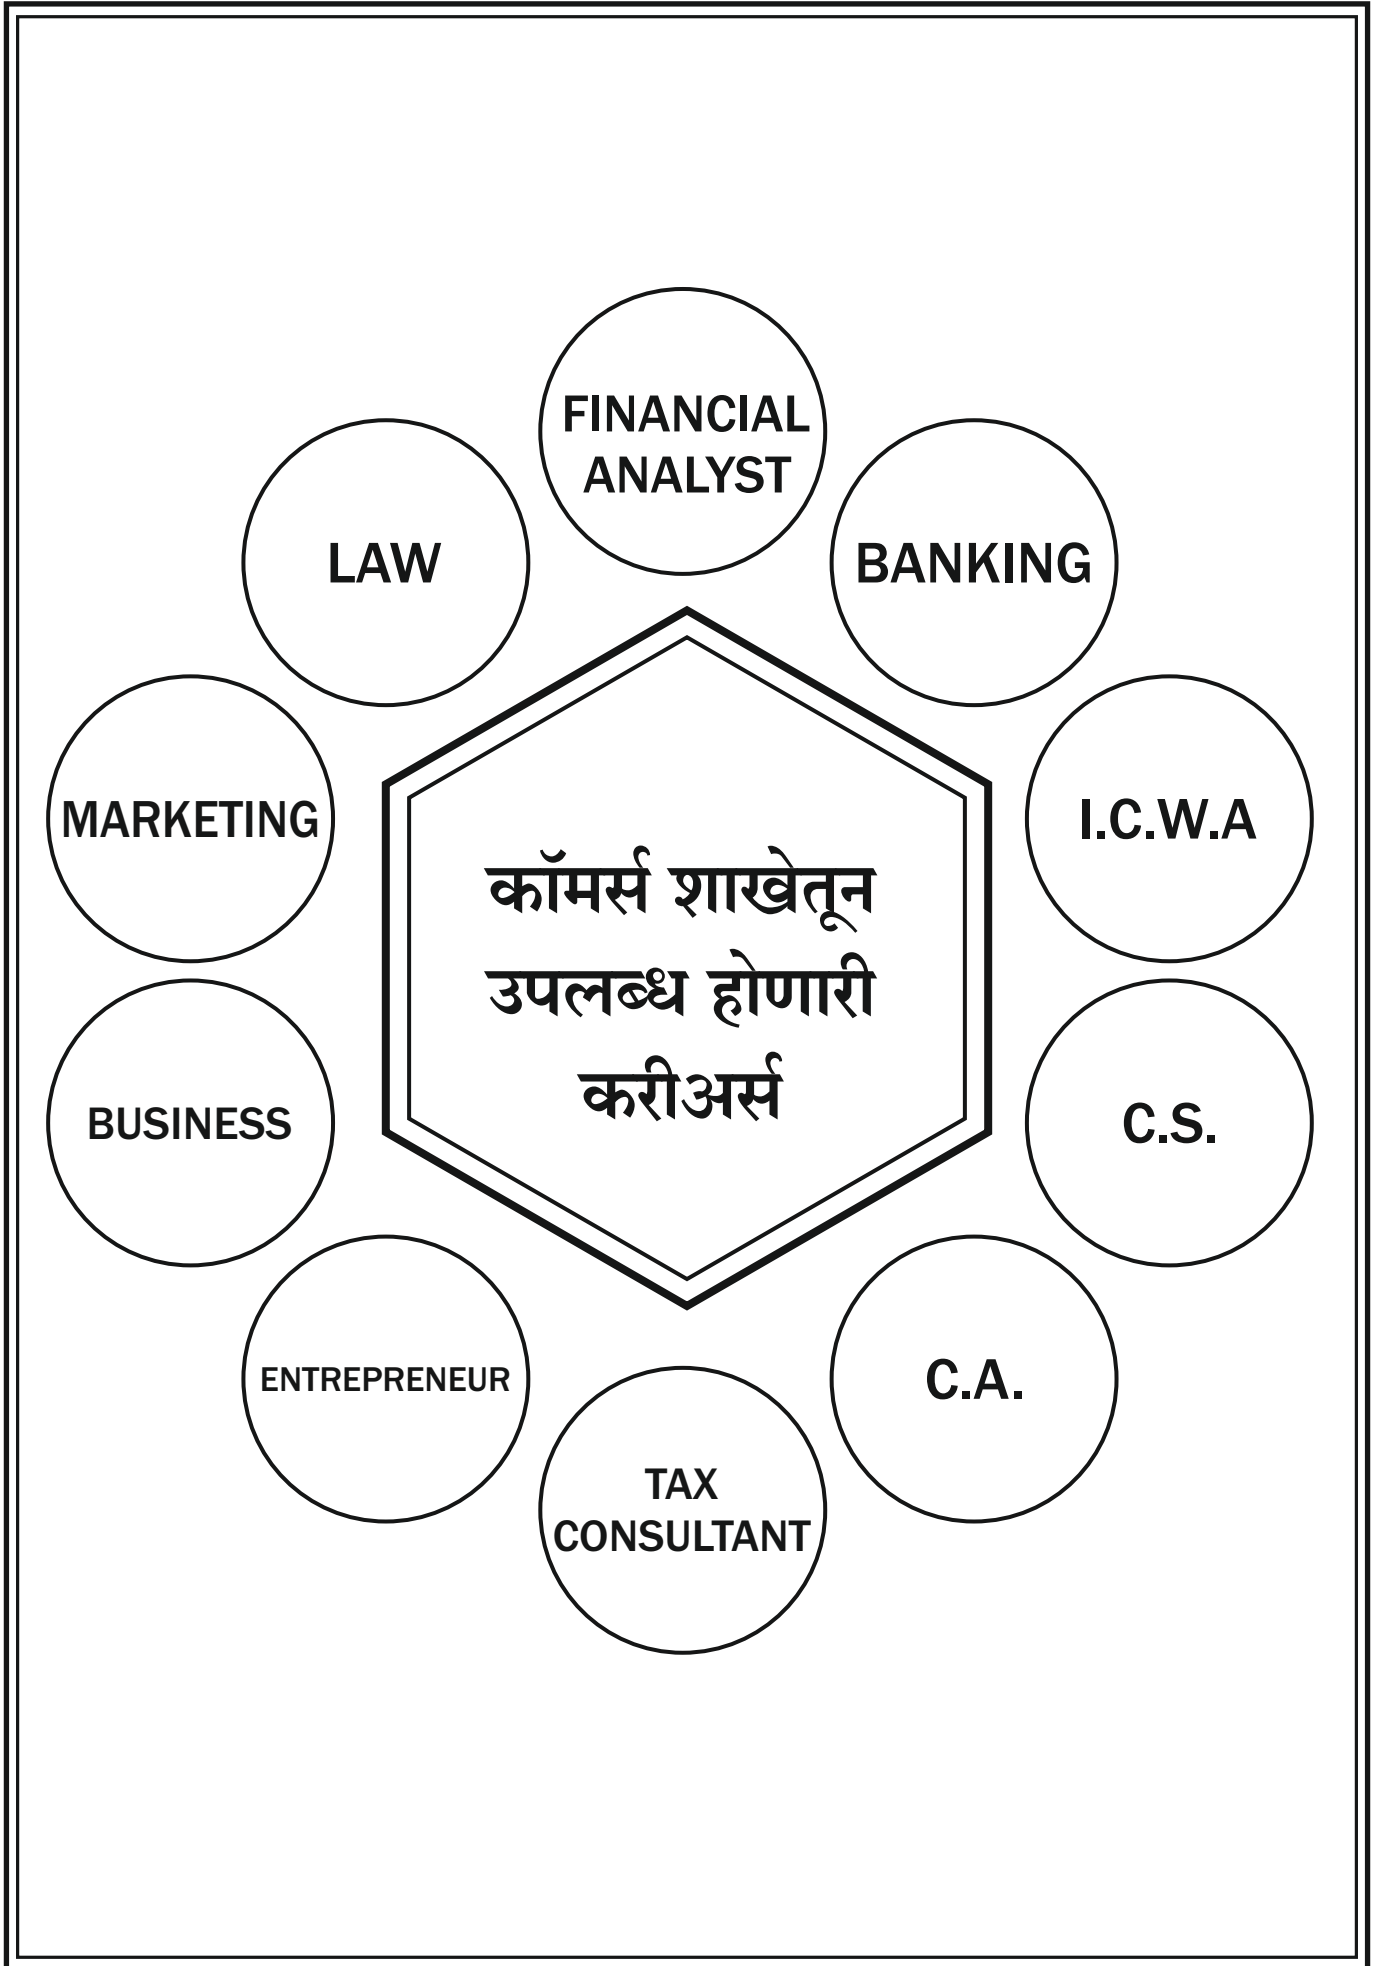 FINANCIAL
ANALYST
LAW
BANKING
MARKETING
I.C.W.A
कॉमर्स शाखेतून
उपलब्ध होणारी
करीअर्स
BUSINESS
C.S.
ENTREPRENEUR
C.A.
TAX
CONSULTANT